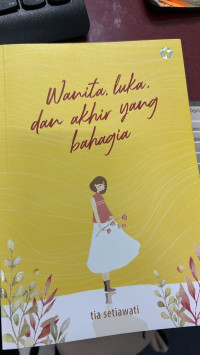 Wanita, luka,
dan akhir yang
bahagia
tia setiawati